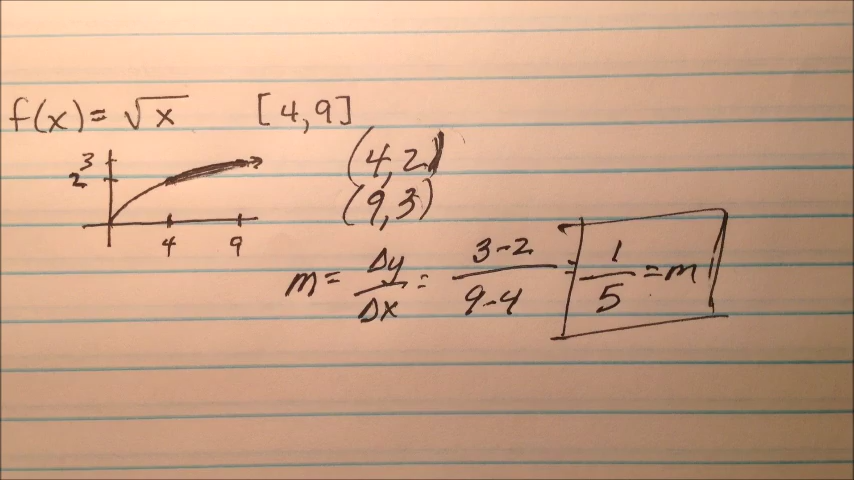 f(x) = √x [4,9]
3
2
4 9
(4,2)
(9,3)
m = Δy/Δx = 3-2/9-4 = 1/5 = m